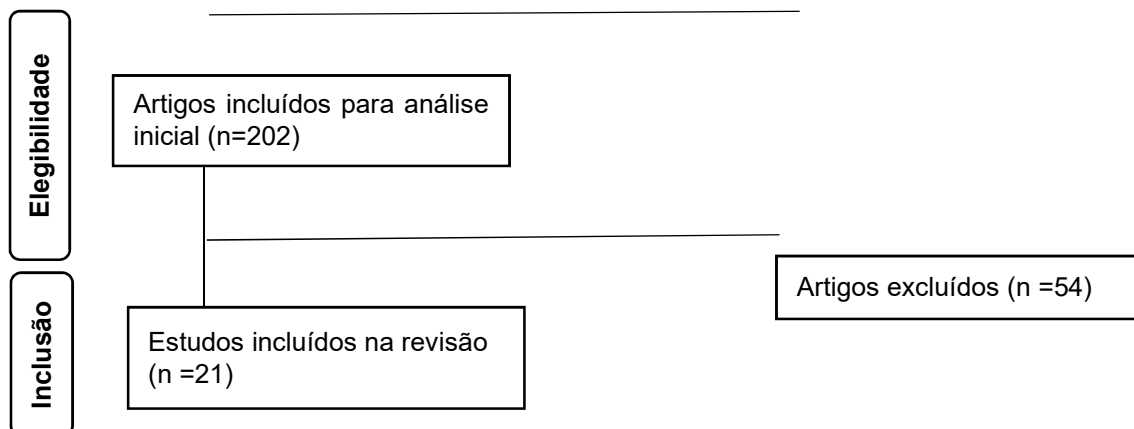 Elegibilidade
Artigos incluídos para análise
inicial (n=202)
Artigos excluídos (n =54)
Inclusão
Estudos incluídos na revisão
(n =21)